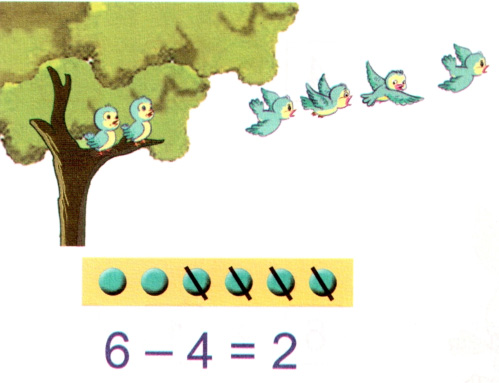 6 – 4 = 2